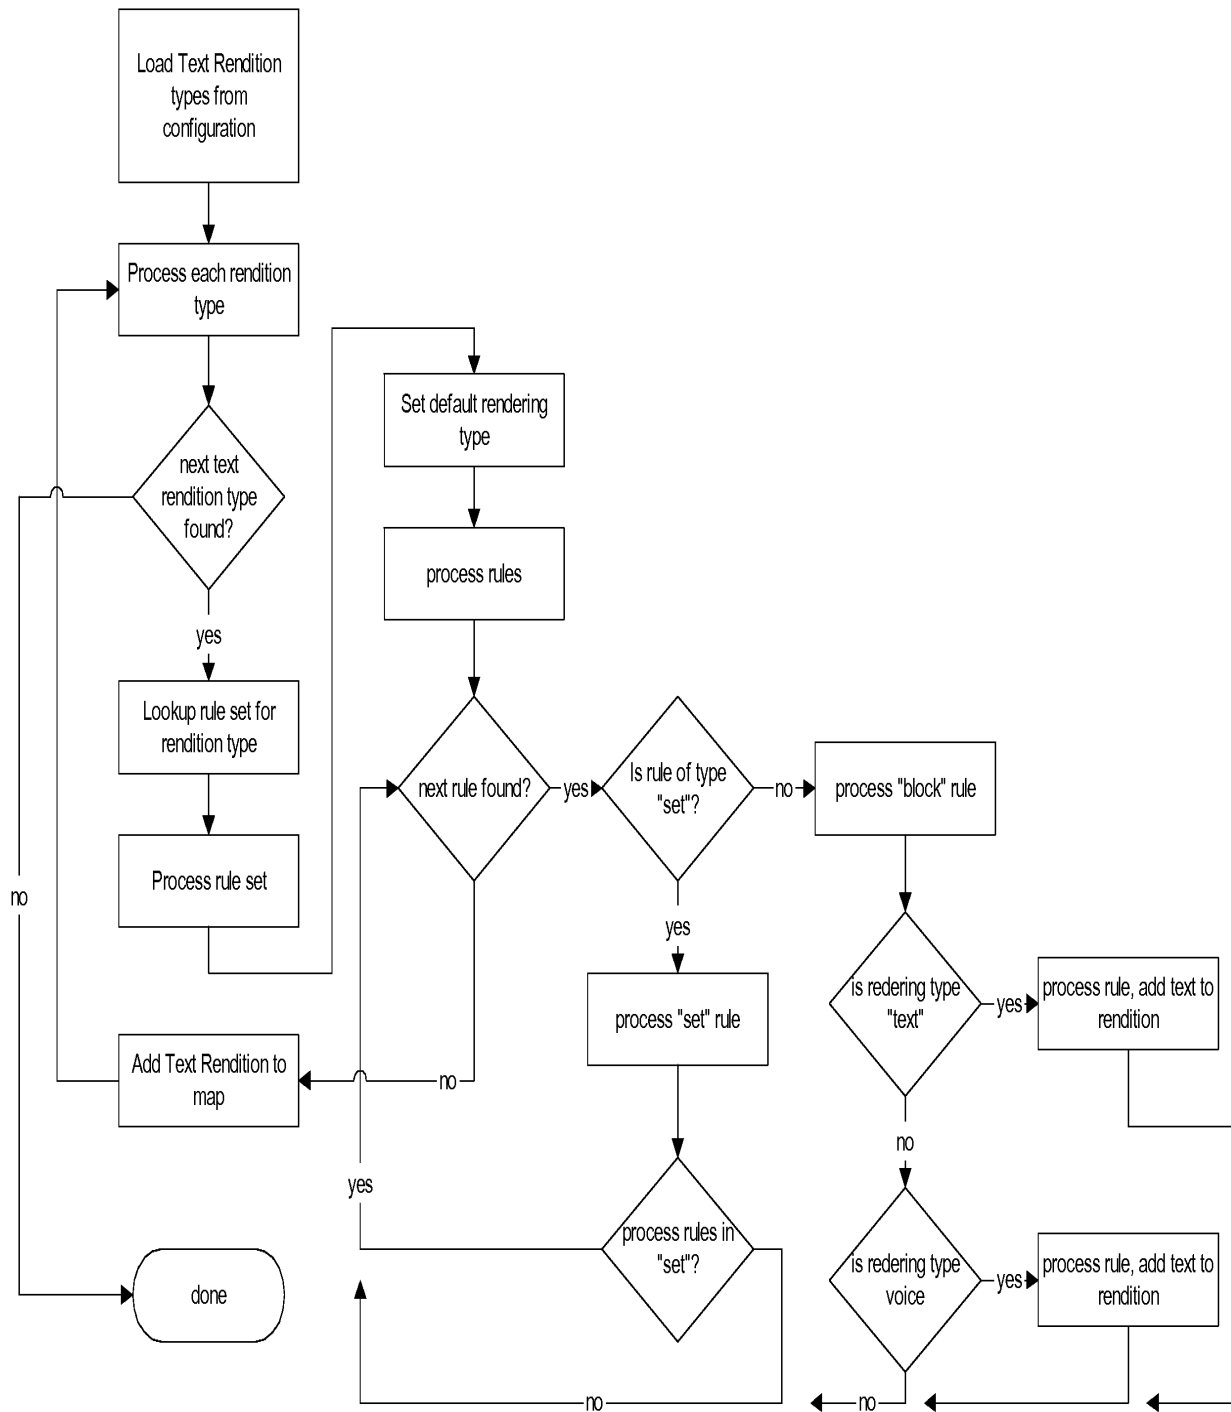 Load Text Rendition
types from
configuration
Process each rendition
type
next text
rendition type
found?
yes
Lookup rule set for
rendition type
Process rule set
no
Add Text Rendition to
map
done
Set default rendering
type
process rules
next rule found?
yes
no
Is rule of type
"set"?
no
yes
process "set" rule
process rules in
"set"?
yes
no
process "block" rule
is redering type
"text"
yes
process rule, add text to
rendition
no
is redering type
voice
yes
process rule, add text to
rendition
no